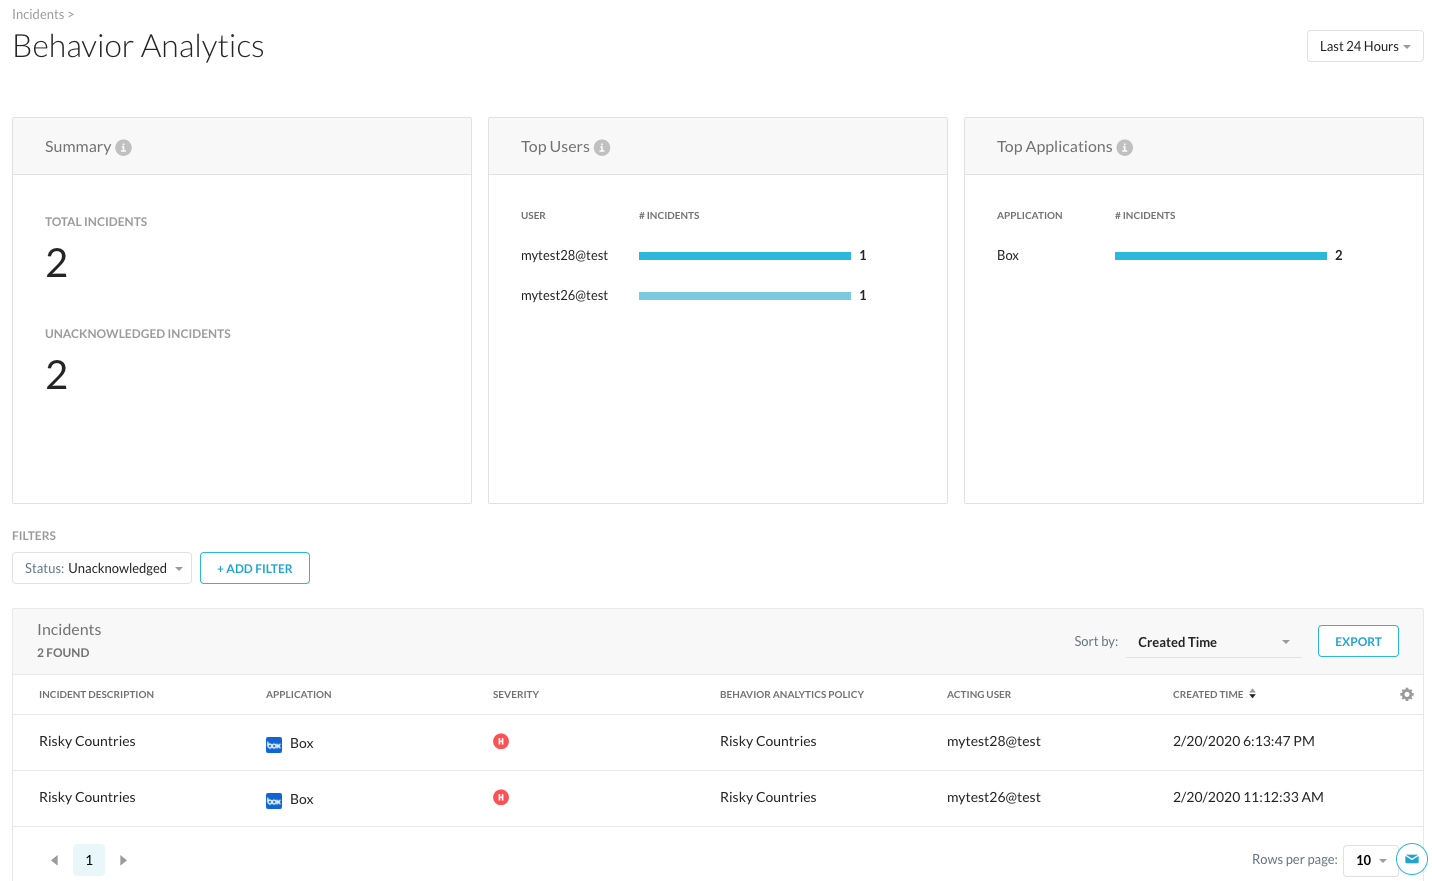 Incidents >
Behavior Analytics
Last 24 Hours
Summary
Top Users
Top Applications
TOTAL INCIDENTS
2
UNACKNOWLEDGED INCIDENTS
2
USER # INCIDENTS
mytest28@test 1
mytest26@test 1
APPLICATION # INCIDENTS
Box 2
FILTERS
Status: Unacknowledged
+ ADD FILTER
Incidents
2 FOUND
Sort by: Created Time
EXPORT
INCIDENT DESCRIPTION APPLICATION SEVERITY BEHAVIOR ANALYTICS POLICY ACTING USER CREATED TIME
Risky Countries box Box H Risky Countries mytest28@test 2/20/2020 6:13:47 PM
Risky Countries box Box H Risky Countries mytest26@test 2/20/2020 11:12:33 AM
1
Rows per page: 10